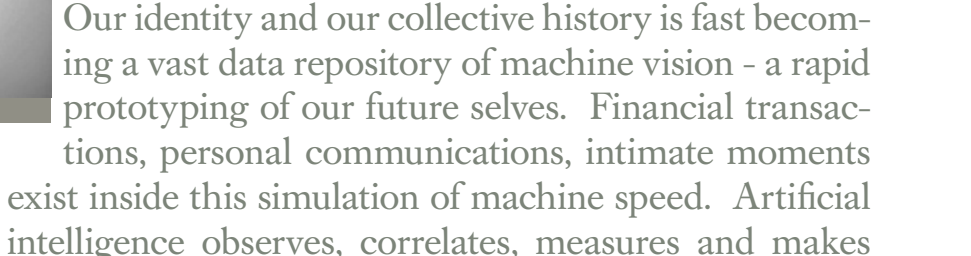 Our identity and our collective history is fast becom-
ing a vast data repository of machine vision - a rapid
prototyping of our future selves.  Financial transac-
tions, personal communications, intimate moments
exist inside this simulation of machine speed.  Artificial
intelligence observes, correlates, measures and makes